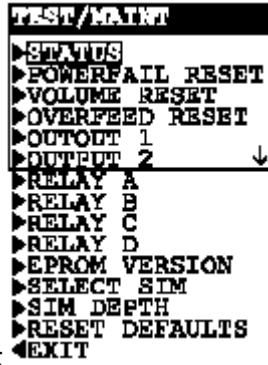 TEST/MAINT
STATUS
POWERFAIL RESET
VOLUME RESET
OVERFEED RESET
OUTOUT 1
OUTPUT 2
RELAY A
RELAY B
RELAY C
RELAY D
EPROM VERSION
SELECT SIM
SIM DEPTH
RESET DEFAULTS
EXIT